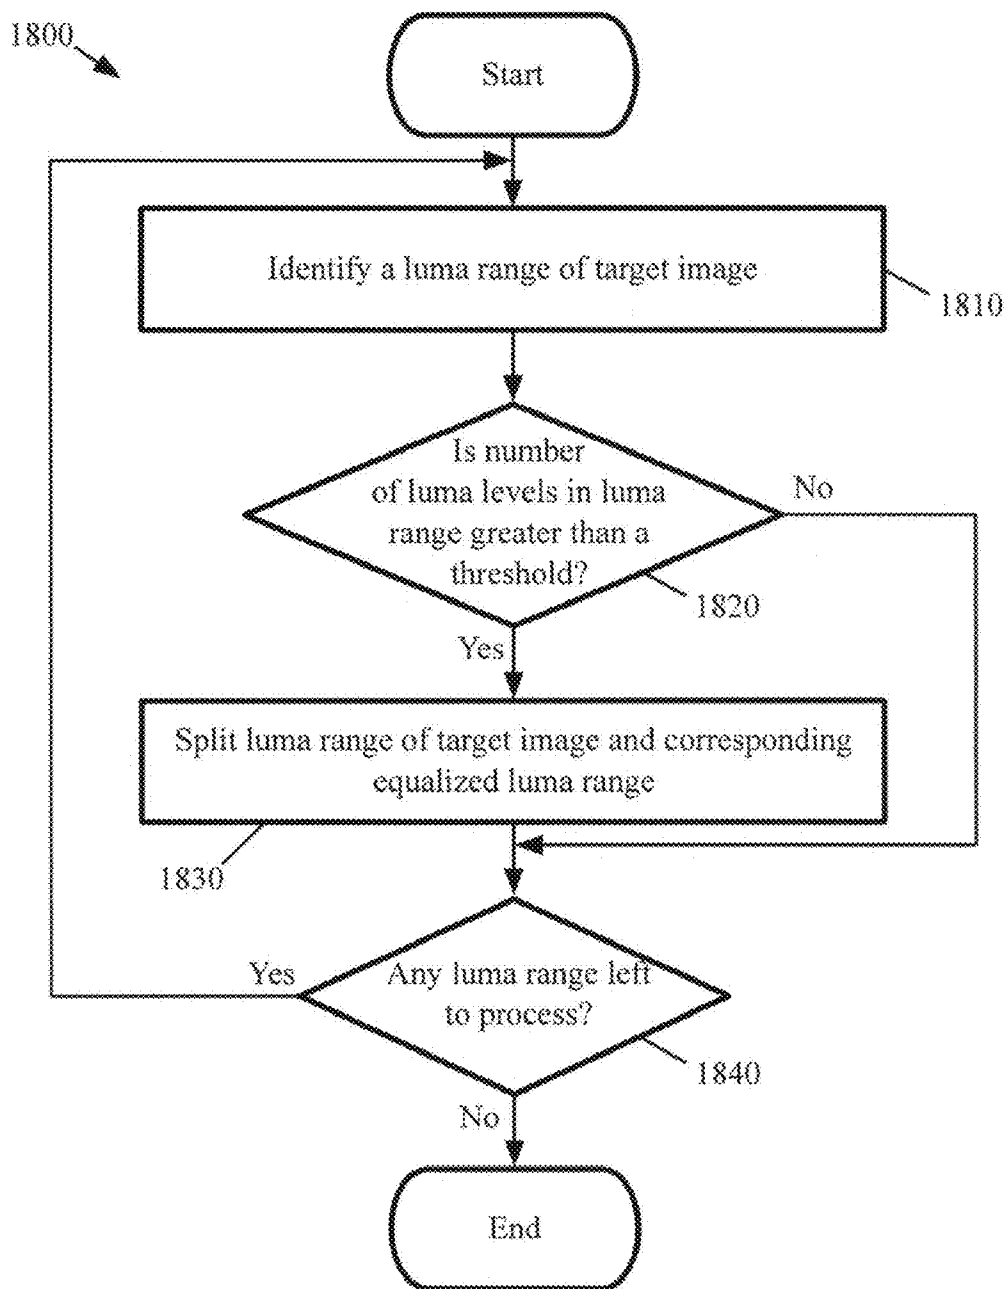 1800
Start
Identify a luma range of target image
1810
Is number
of luma levels in luma
range greater than a
threshold?
No
1820
Yes
Split luma range of target image and corresponding
equalized luma range
1830
Yes
Any luma range left
to process?
1840
No
End